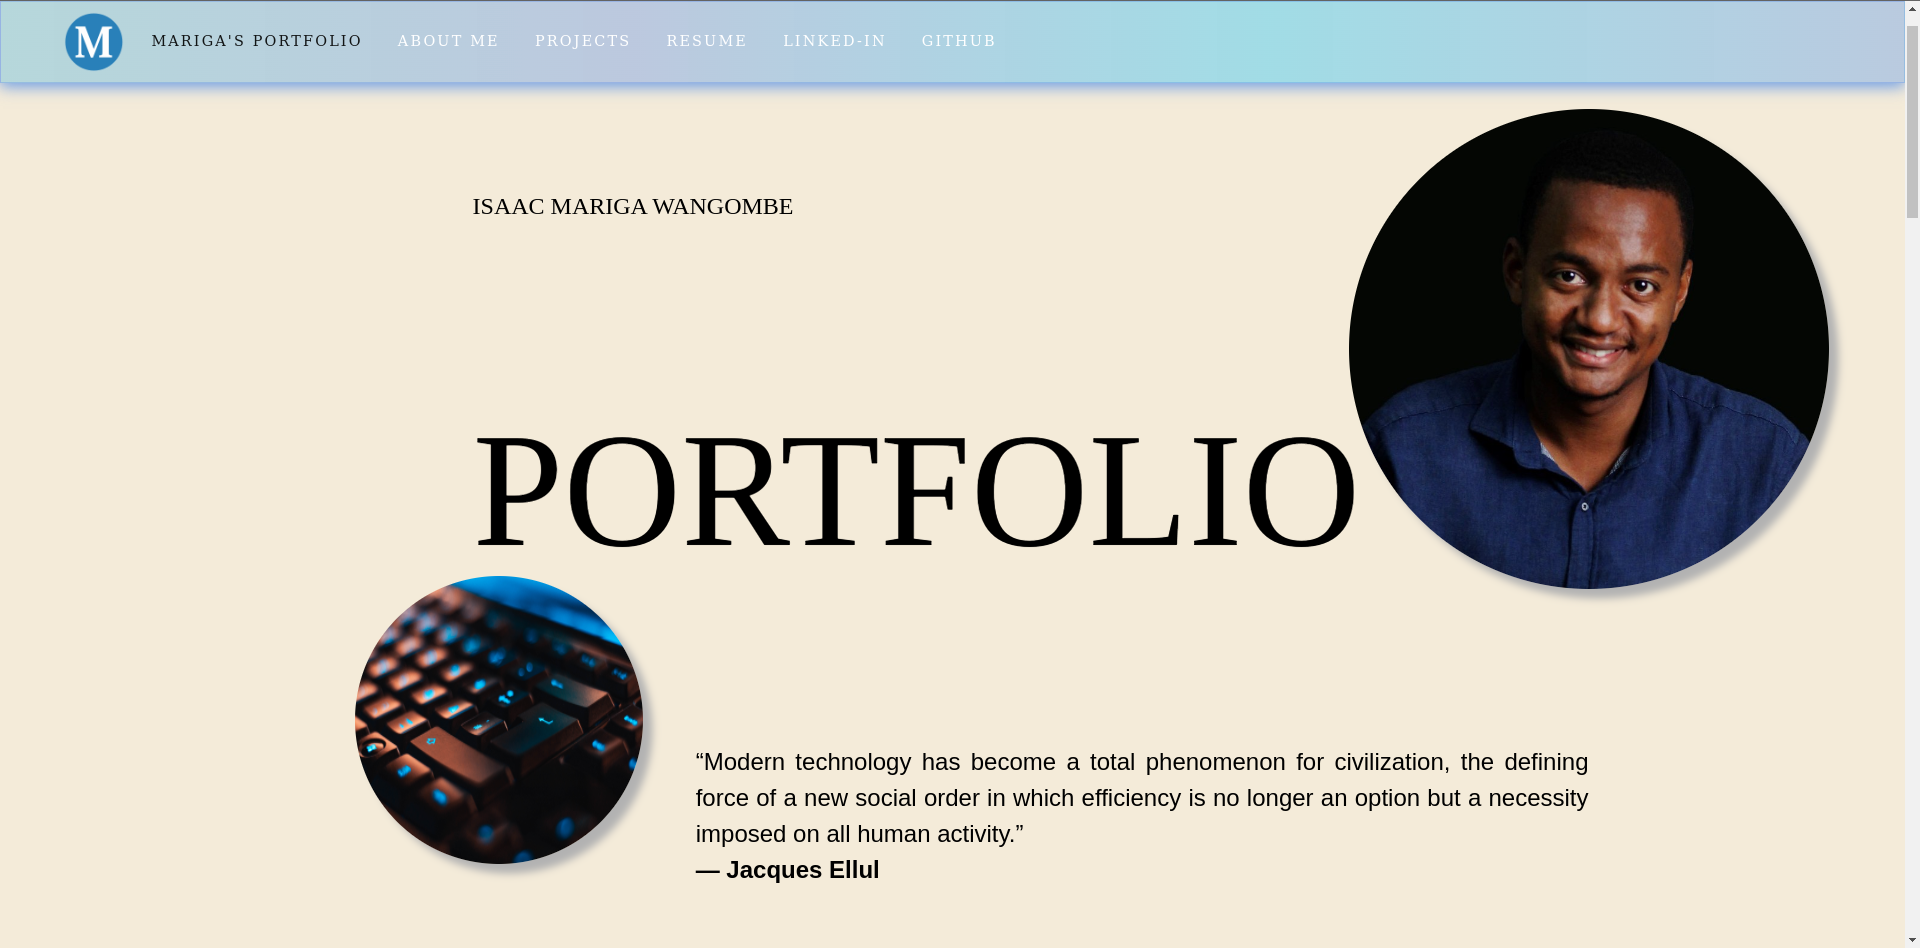 M MARIGA'S PORTFOLIO ABOUT ME PROJECTS RESUME LINKED-IN GITHUB
ISAAC MARIGA WANGOMBE
PORTFOLIO
“Modern technology has become a total phenomenon for civilization, the defining
force of a new social order in which efficiency is no longer an option but a necessity
imposed on all human activity.”
— Jacques Ellul